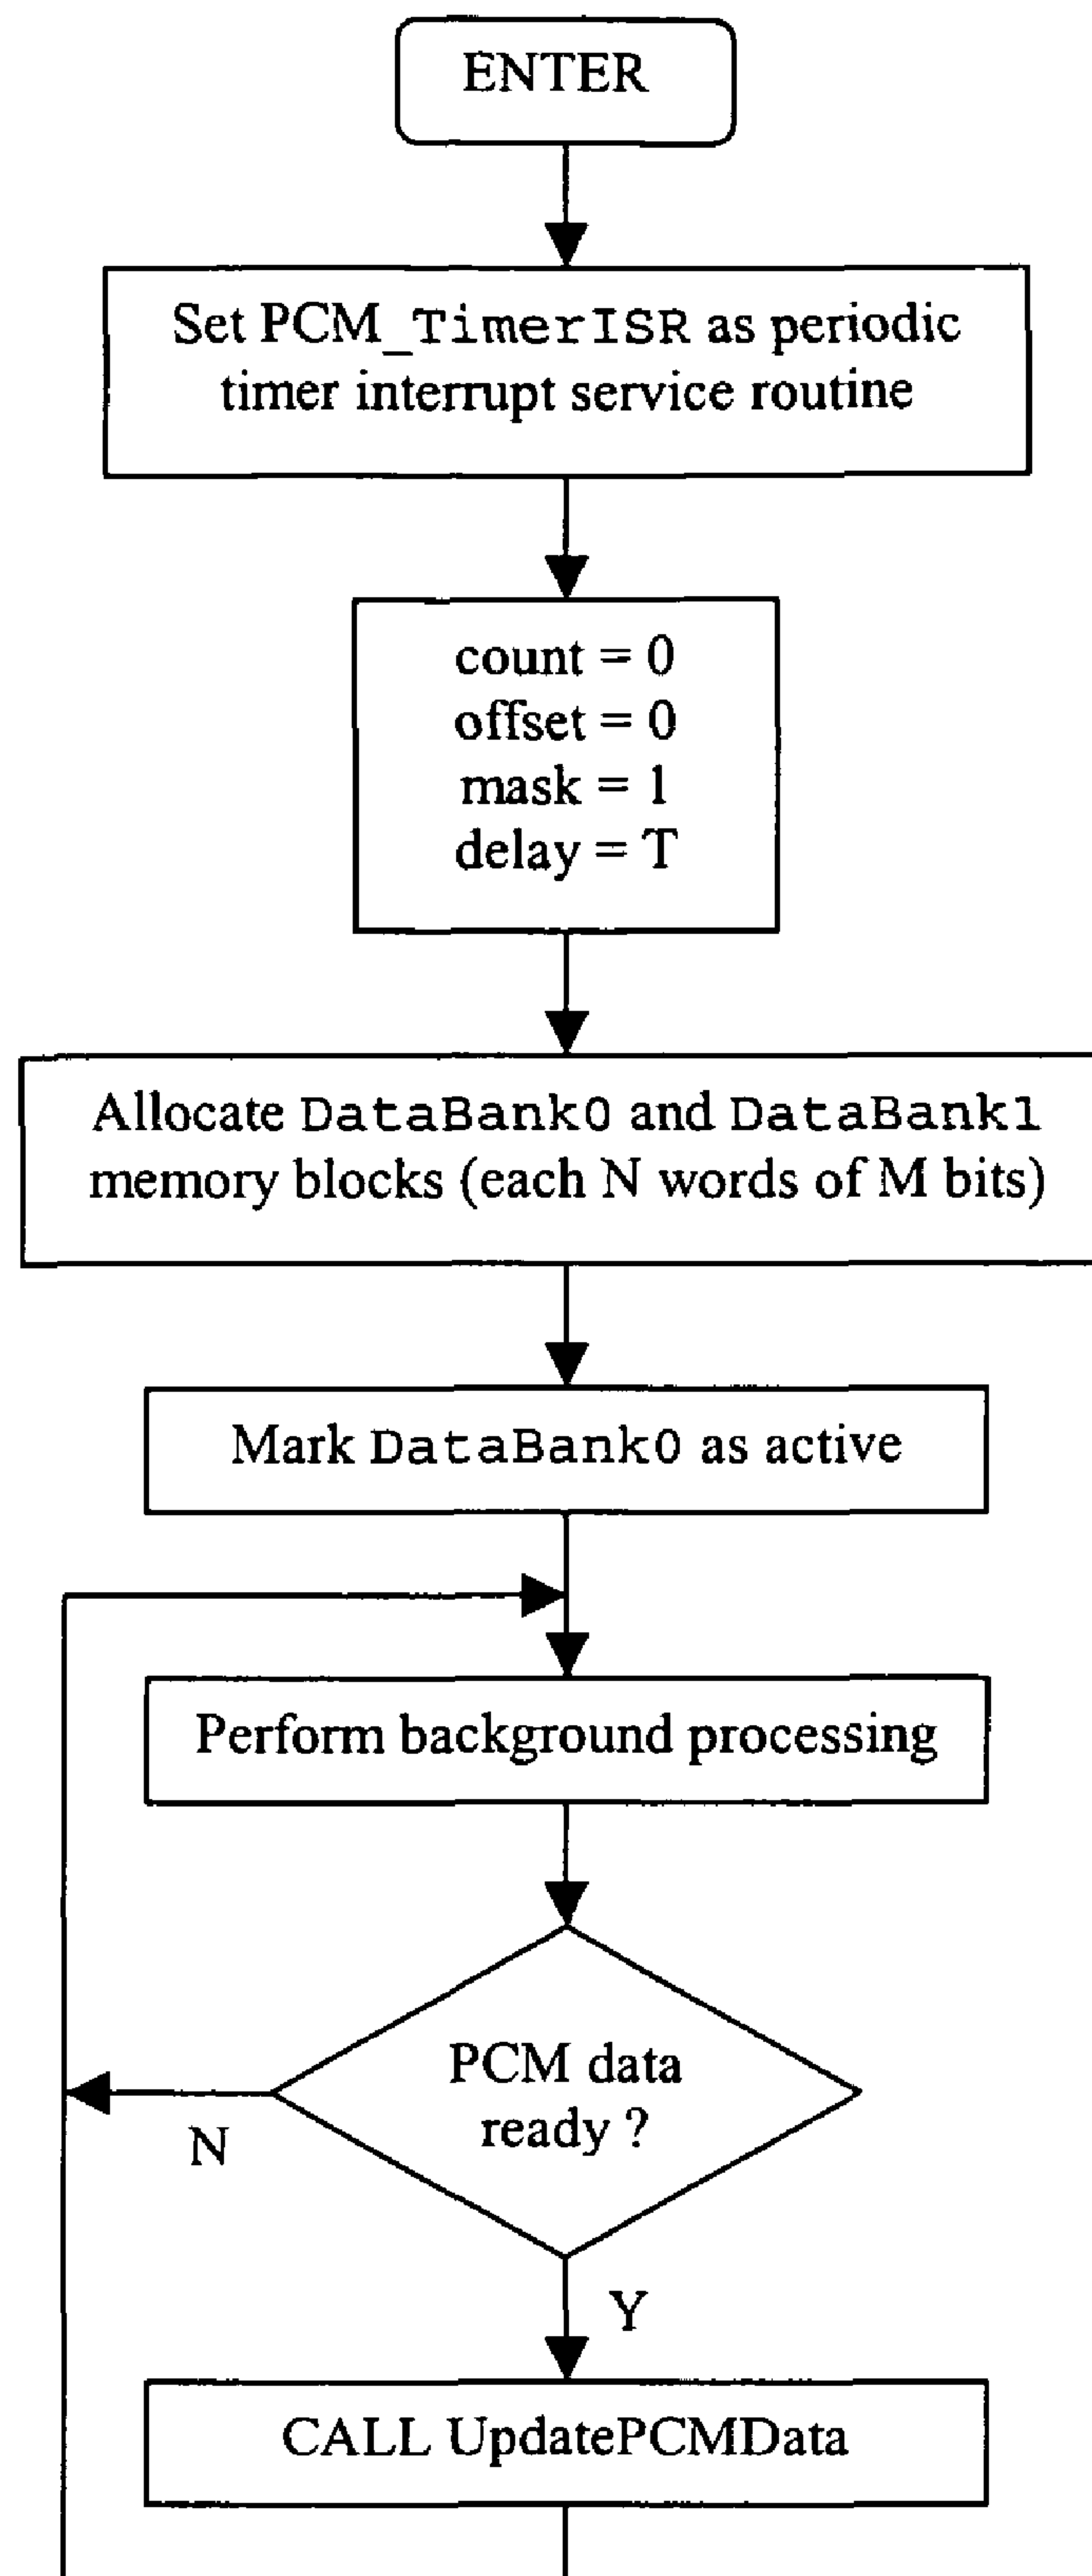 ENTER
Set PCM_TimerISR as periodic
timer interrupt service routine
count = 0
offset = 0
mask = 1
delay = T
Allocate DataBank0 and DataBank1
memory blocks (each N words of M bits)
Mark DataBank0 as active
Perform background processing
PCM data
ready ?
N
Y
CALL UpdatePCMData